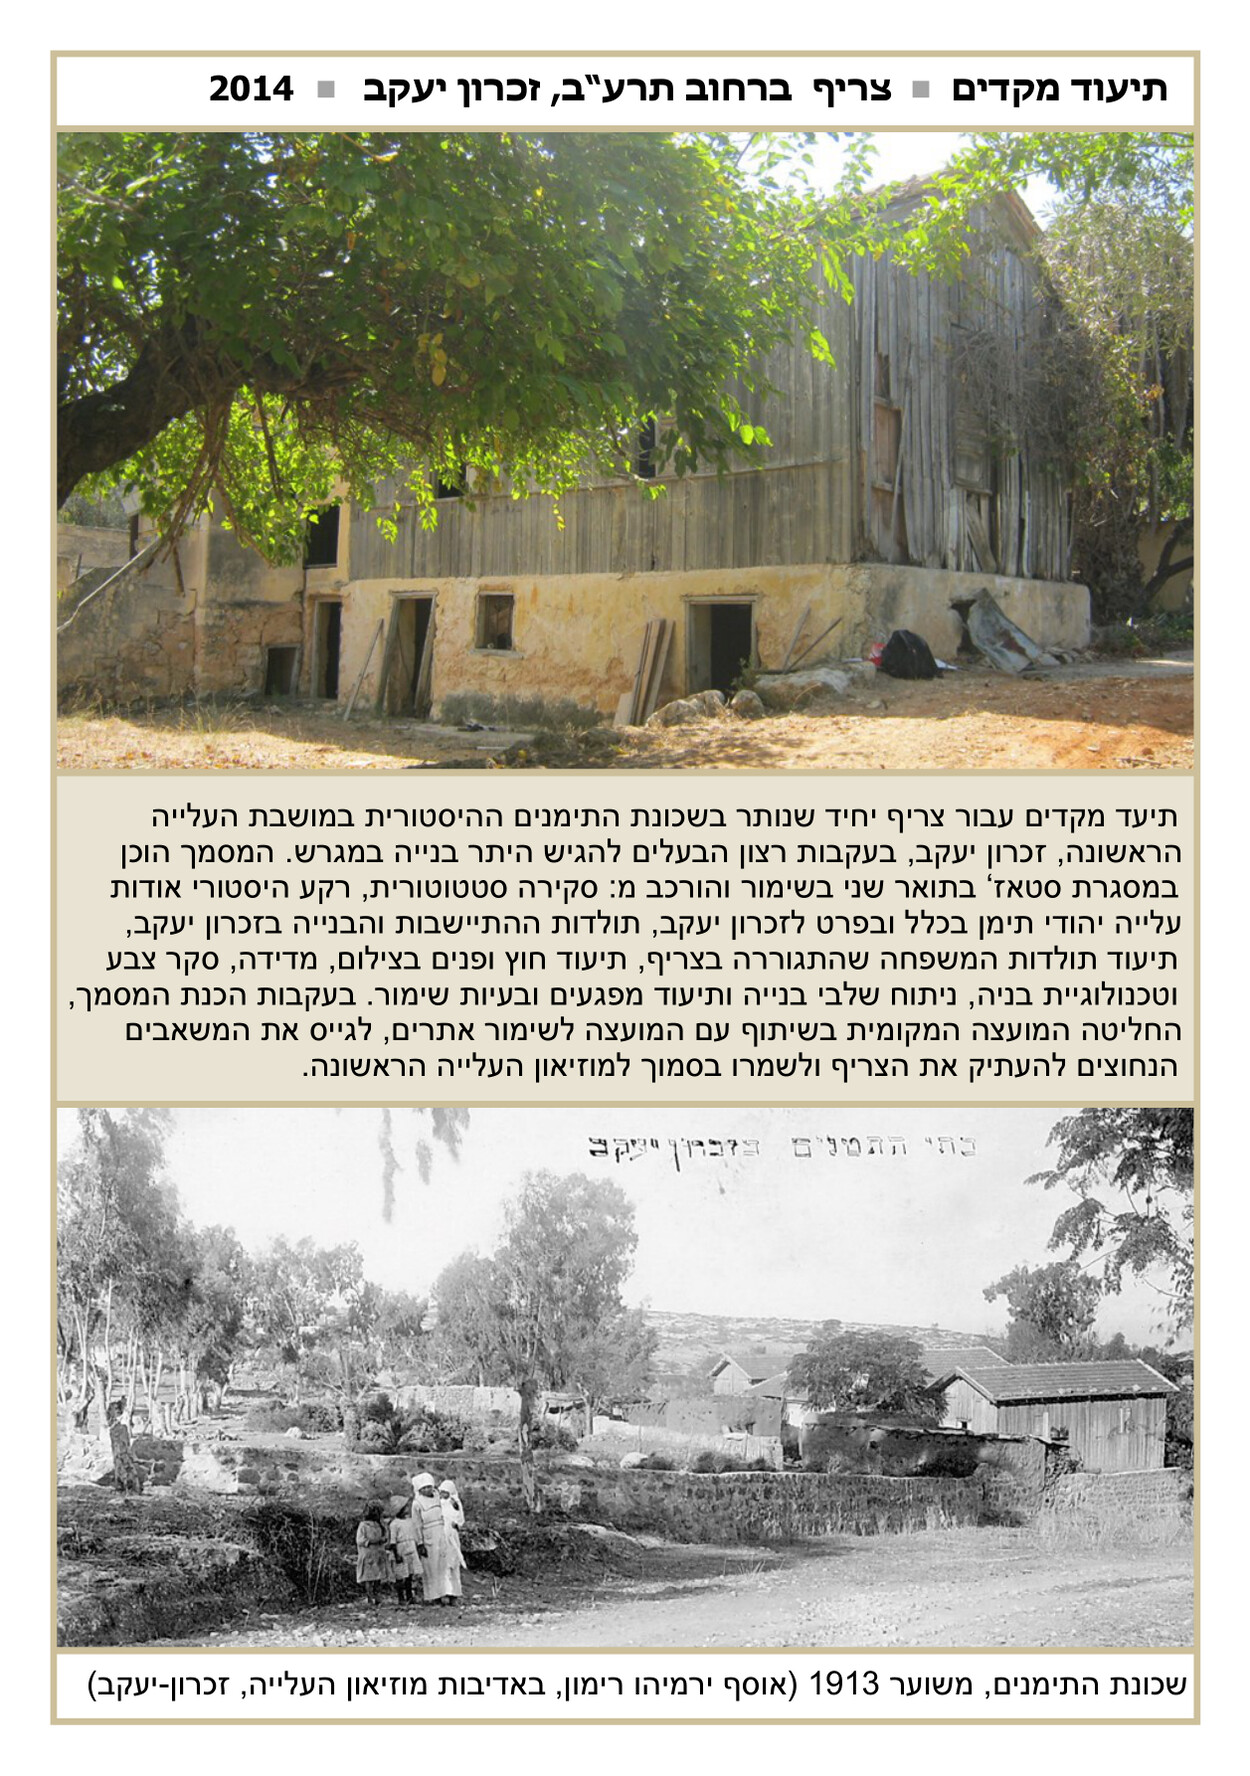 תיעוד מקדים ■ צריף ברחוב תרע"ב, זכרון יעקב ■ 2014
תיעד מקדים עבור צריף יחיד שנותר בשכונת התימנים ההיסטורית במושבת העלייה
הראשונה, זכרון יעקב, בעקבות רצון הבעלים להגיש היתר בנייה במגרש. המסמך הוכן
במסגרת סטאז‘ בתואר שני בשימור והורכב מ: סקירה סטטוטורית, רקע היסטורי אודות
עלייה יהודי תימן בכלל ובפרט לזכרון יעקב, תולדות ההתיישבות והבנייה בזכרון יעקב,
תיעוד תולדות המשפחה שהתגוררה בצריף, תיעוד חוץ ופנים בצילום, מדידה, סקר צבע
וטכנולוגיית בניה, ניתוח שלבי בנייה ותיעוד מפגעים ובעיות שימור. בעקבות הכנת המסמך,
החליטה המועצה המקומית בשיתוף עם המועצה לשימור אתרים, לגייס את המשאבים
הנחוצים להעתיק את הצריף ולשמרו בסמוך למוזיאון העלייה הראשונה.
בתי התמנים בזכרון יעקב
שכונת התימנים, משוער 1913 (אוסף ירמיהו רימון, באדיבות מוזיאון העלייה, זכרון-יעקב)